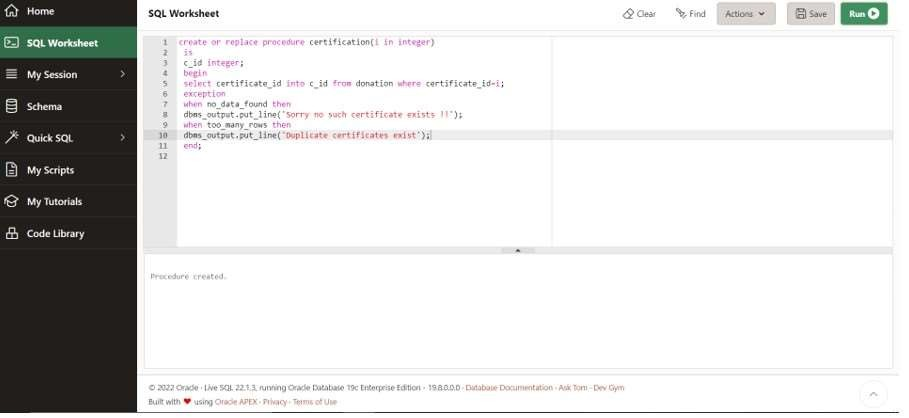 Home
SQL Worksheet
My Session
Schema
Quick SQL
My Scripts
My Tutorials
Code Library
SQL Worksheet
Clear Find Actions Save Run
1 create or replace procedure certification(i in integer)
2 is
3 c_id integer;
4 begin
5 select certificate_id into c_id from donation where certificate_id=i;
6 exception
7 when no_data_found then
8 dbms_output.put_line('Sorry no such certificate exists !!');
9 when too_many_rows then
10 dbms_output.put_line('Duplicate certificates exist');
11 end;
12
Procedure created.
© 2022 Oracle · Live SQL 22.1.3, running Oracle Database 19c Enterprise Edition - 19.8.0.0.0 · Database Documentation · Ask Tom · Dev Gym
Built with ❤ using Oracle APEX · Privacy · Terms of Use